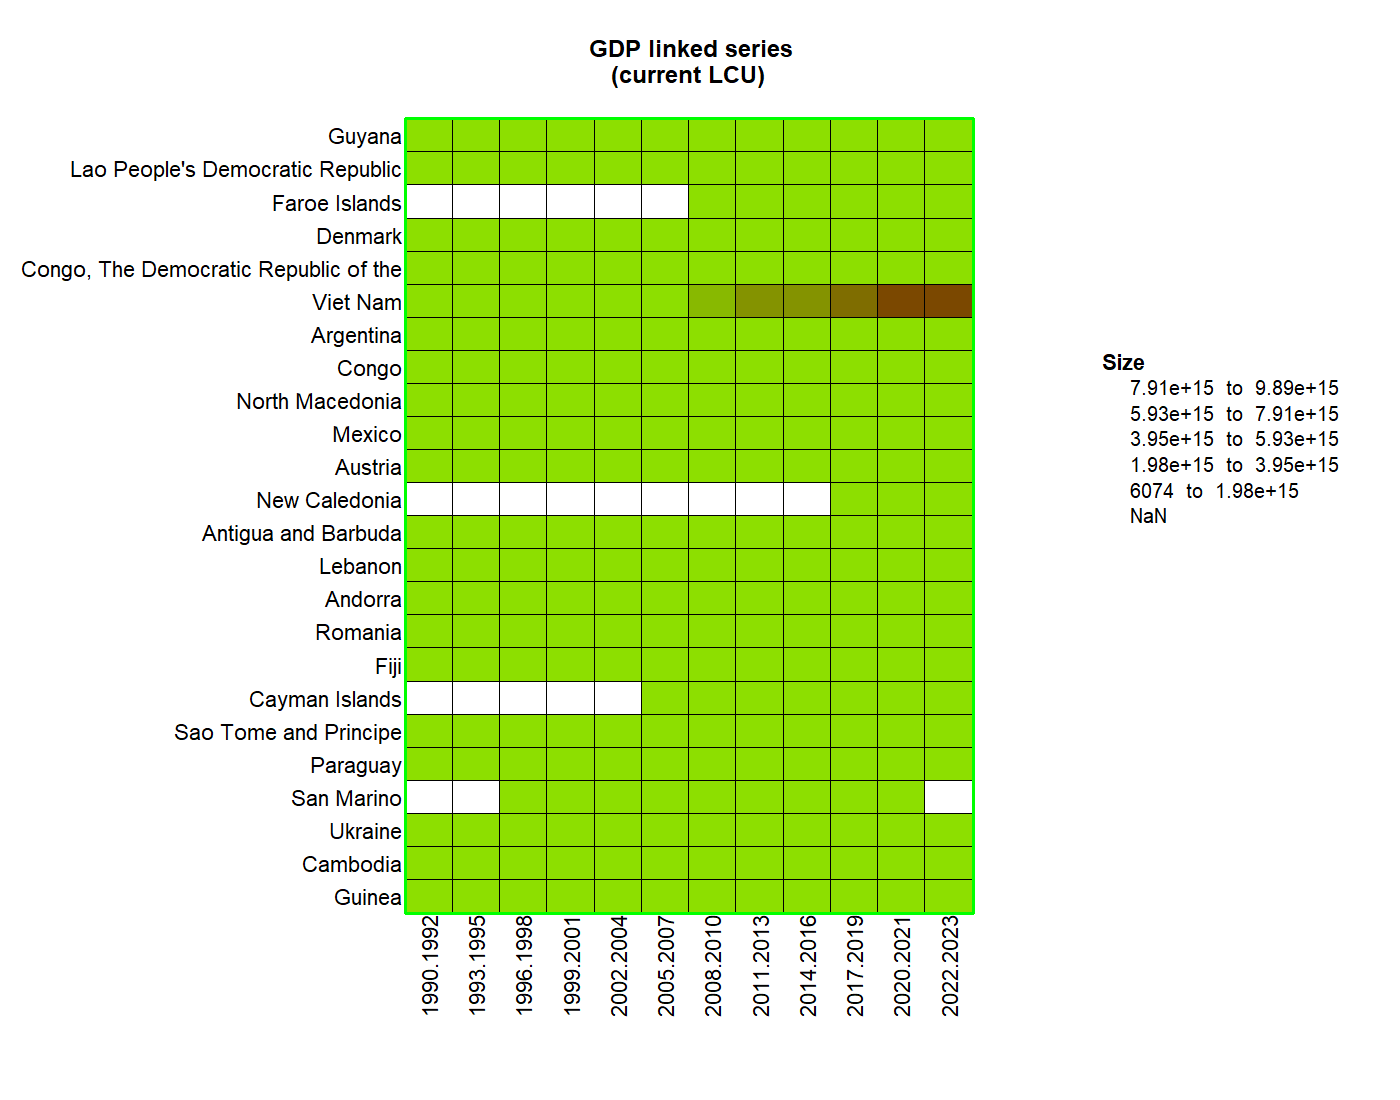 GDP linked series
(current LCU)
Guyana
Lao People's Democratic Republic
Faroe Islands
Denmark
Congo, The Democratic Republic of the
Viet Nam
Argentina
Congo
North Macedonia
Mexico
Austria
New Caledonia
Antigua and Barbuda
Lebanon
Andorra
Romania
Fiji
Cayman Islands
Sao Tome and Principe
Paraguay
San Marino
Ukraine
Cambodia
Guinea
1990.1992
1993.1995
1996.1998
1999.2001
2002.2004
2005.2007
2008.2010
2011.2013
2014.2016
2017.2019
2020.2021
2022.2023
Size
7.91e+15 to 9.89e+15
5.93e+15 to 7.91e+15
3.95e+15 to 5.93e+15
1.98e+15 to 3.95e+15
6074 to 1.98e+15
NaN